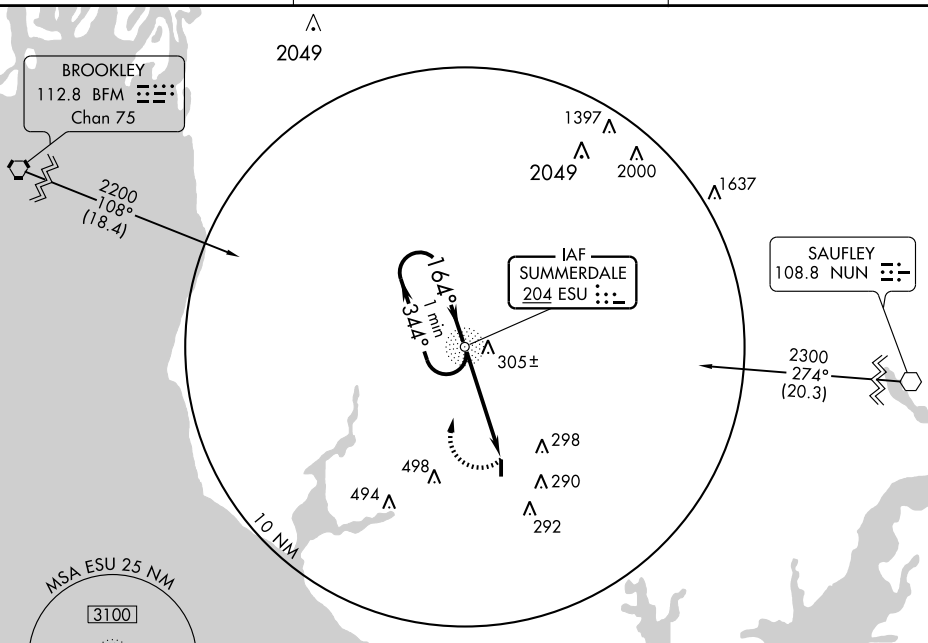 2049
BROOKLEY
112.8 BFM
Chan 75
2200
108°
(18.4)
1397
2049
2000
1637
IAF
SUMMERDALE
204 ESU
SAUFLEY
108.8 NUN
164°
1 min
344°
305±
2300
274°
(20.3)
298
498
290
494
292
10 NM
MSA ESU 25 NM
3100